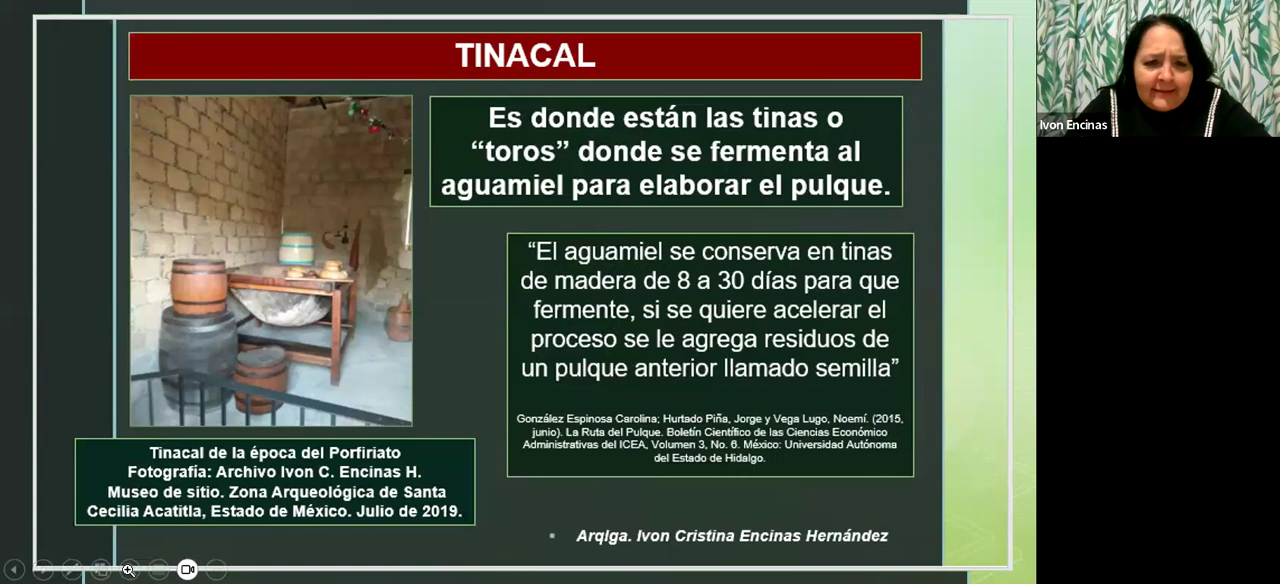 TINACAL
Es donde están las tinas o
“toros” donde se fermenta al
aguamiel para elaborar el pulque.
“El aguamiel se conserva en tinas
de madera de 8 a 30 días para que
fermente, si se quiere acelerar el
proceso se le agrega residuos de
un pulque anterior llamado semilla”
González Espinosa Carolina; Hurtado Piña, Jorge y Vega Lugo, Noemí. (2015,
junio). La Ruta del Pulque. Boletín Científico de las Ciencias Económico
Administrativas del ICEA, Volumen 3, No. 6. México: Universidad Autónoma
del Estado de Hidalgo.
Tinacal de la época del Porfiriato
Fotografía: Archivo Ivon C. Encinas H.
Museo de sitio. Zona Arqueológica de Santa
Cecilia Acatitla, Estado de México. Julio de 2019.
Arqlga. Ivon Cristina Encinas Hernández
Ivon Encinas